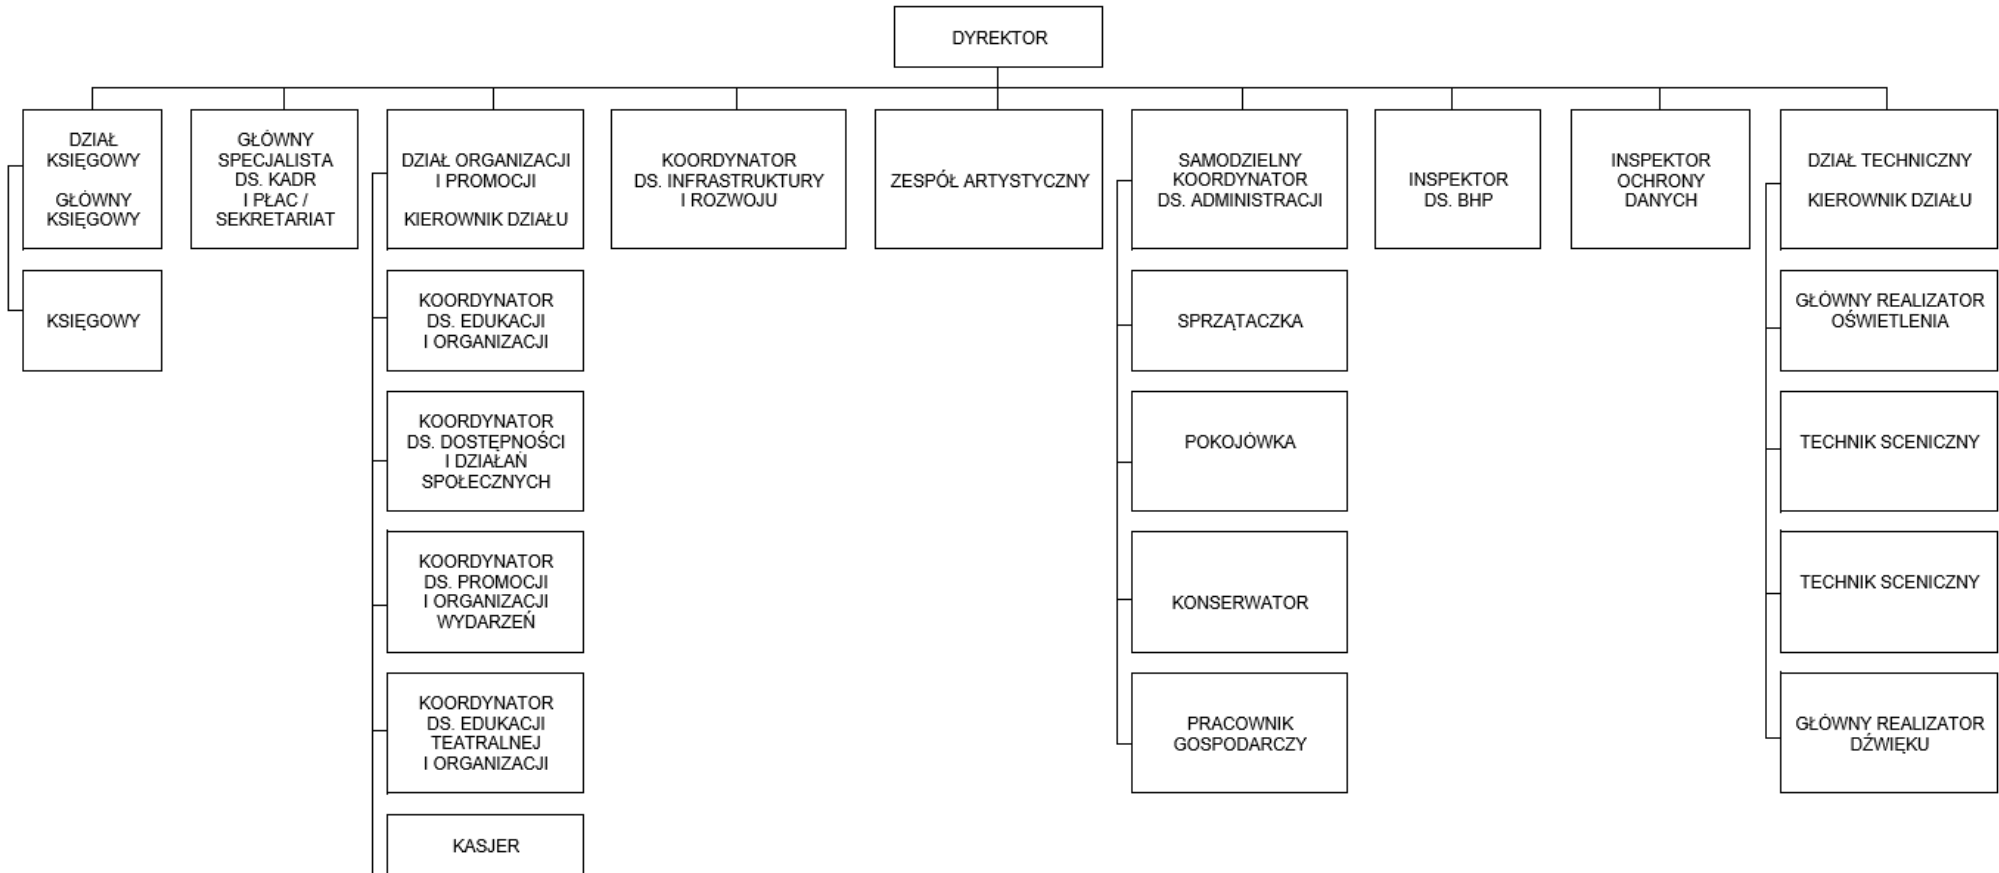 DYREKTOR
DZIAŁ
KSIĘGOWY
GŁÓWNY
KSIĘGOWY
GŁÓWNY
SPECJALISTA
DS. KADR
I PŁAC /
SEKRETARIAT
DZIAŁ ORGANIZACJI
I PROMOCJI
KIEROWNIK DZIAŁU
KOORDYNATOR
DS. INFRASTRUKTURY
I ROZWOJU
ZESPÓŁ ARTYSTYCZNY
SAMODZIELNY
KOORDYNATOR
DS. ADMINISTRACJI
INSPEKTOR
DS. BHP
INSPEKTOR
OCHRONY
DANYCH
DZIAŁ TECHNICZNY
KIEROWNIK DZIAŁU
KSIĘGOWY
KOORDYNATOR
DS. EDUKACJI
I ORGANIZACJI
SPRZĄTACZKA
GŁÓWNY REALIZATOR
OŚWIETLENIA
KOORDYNATOR
DS. DOSTĘPNOŚCI
I DZIAŁAŃ
SPOŁECZNYCH
POKOJÓWKA
TECHNIK SCENICZNY
KOORDYNATOR
DS. PROMOCJI
I ORGANIZACJI
WYDARZEŃ
KONSERWATOR
TECHNIK SCENICZNY
KOORDYNATOR
DS. EDUKACJI
TEATRALNEJ
I ORGANIZACJI
PRACOWNIK
GOSPODARCZY
GŁÓWNY REALIZATOR
DŹWIĘKU
KASJER